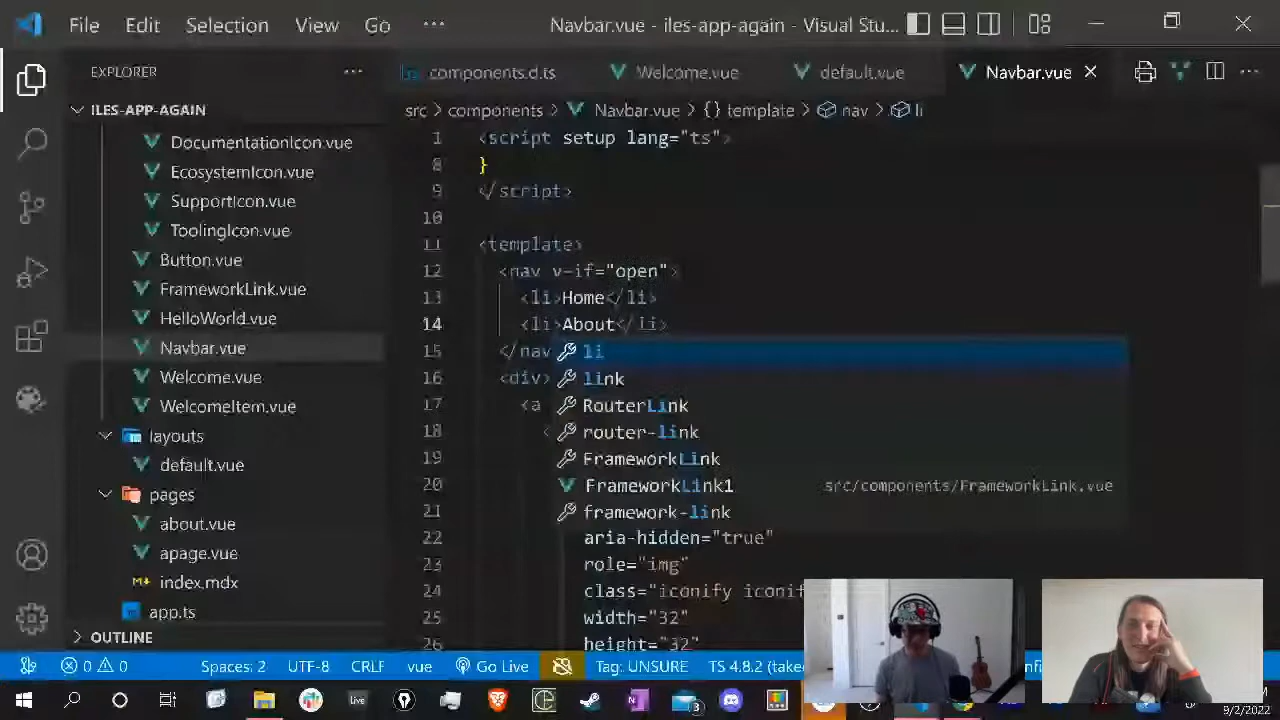 File Edit Selection View Go ··· Navbar.vue - iles-app-again - Visual Stu...
EXPLORER ···
components.d.ts Welcome.vue default.vue Navbar.vue
ILES-APP-AGAIN
src > components > Navbar.vue > {} template > nav > li
DocumentationIcon.vue
EcosystemIcon.vue
SupportIcon.vue
ToolingIcon.vue
Button.vue
FrameworkLink.vue
HelloWorld.vue
Navbar.vue
Welcome.vue
WelcomeItem.vue
layouts
default.vue
pages
about.vue
apage.vue
index.mdx
app.ts
OUTLINE
1 <script setup lang="ts">
8 }
9 </script>
10
11 <template>
12 <nav v-if="open">
13 <li>Home</li>
14 <li>About</li>
15 </nav
16 <div>
17 <a
18 <
19
20
21
22 aria-hidden="true"
23 role="img"
24 class="iconify iconif
25 width="32"
26 height="32"
li
link
RouterLink
router-link
FrameworkLink
FrameworkLink1 src/components/FrameworkLink.vue
framework-link
0 0 Spaces: 2 UTF-8 CRLF vue Go Live Tag: UNSURE TS 4.8.2 (take
Live
3
9/2/2022